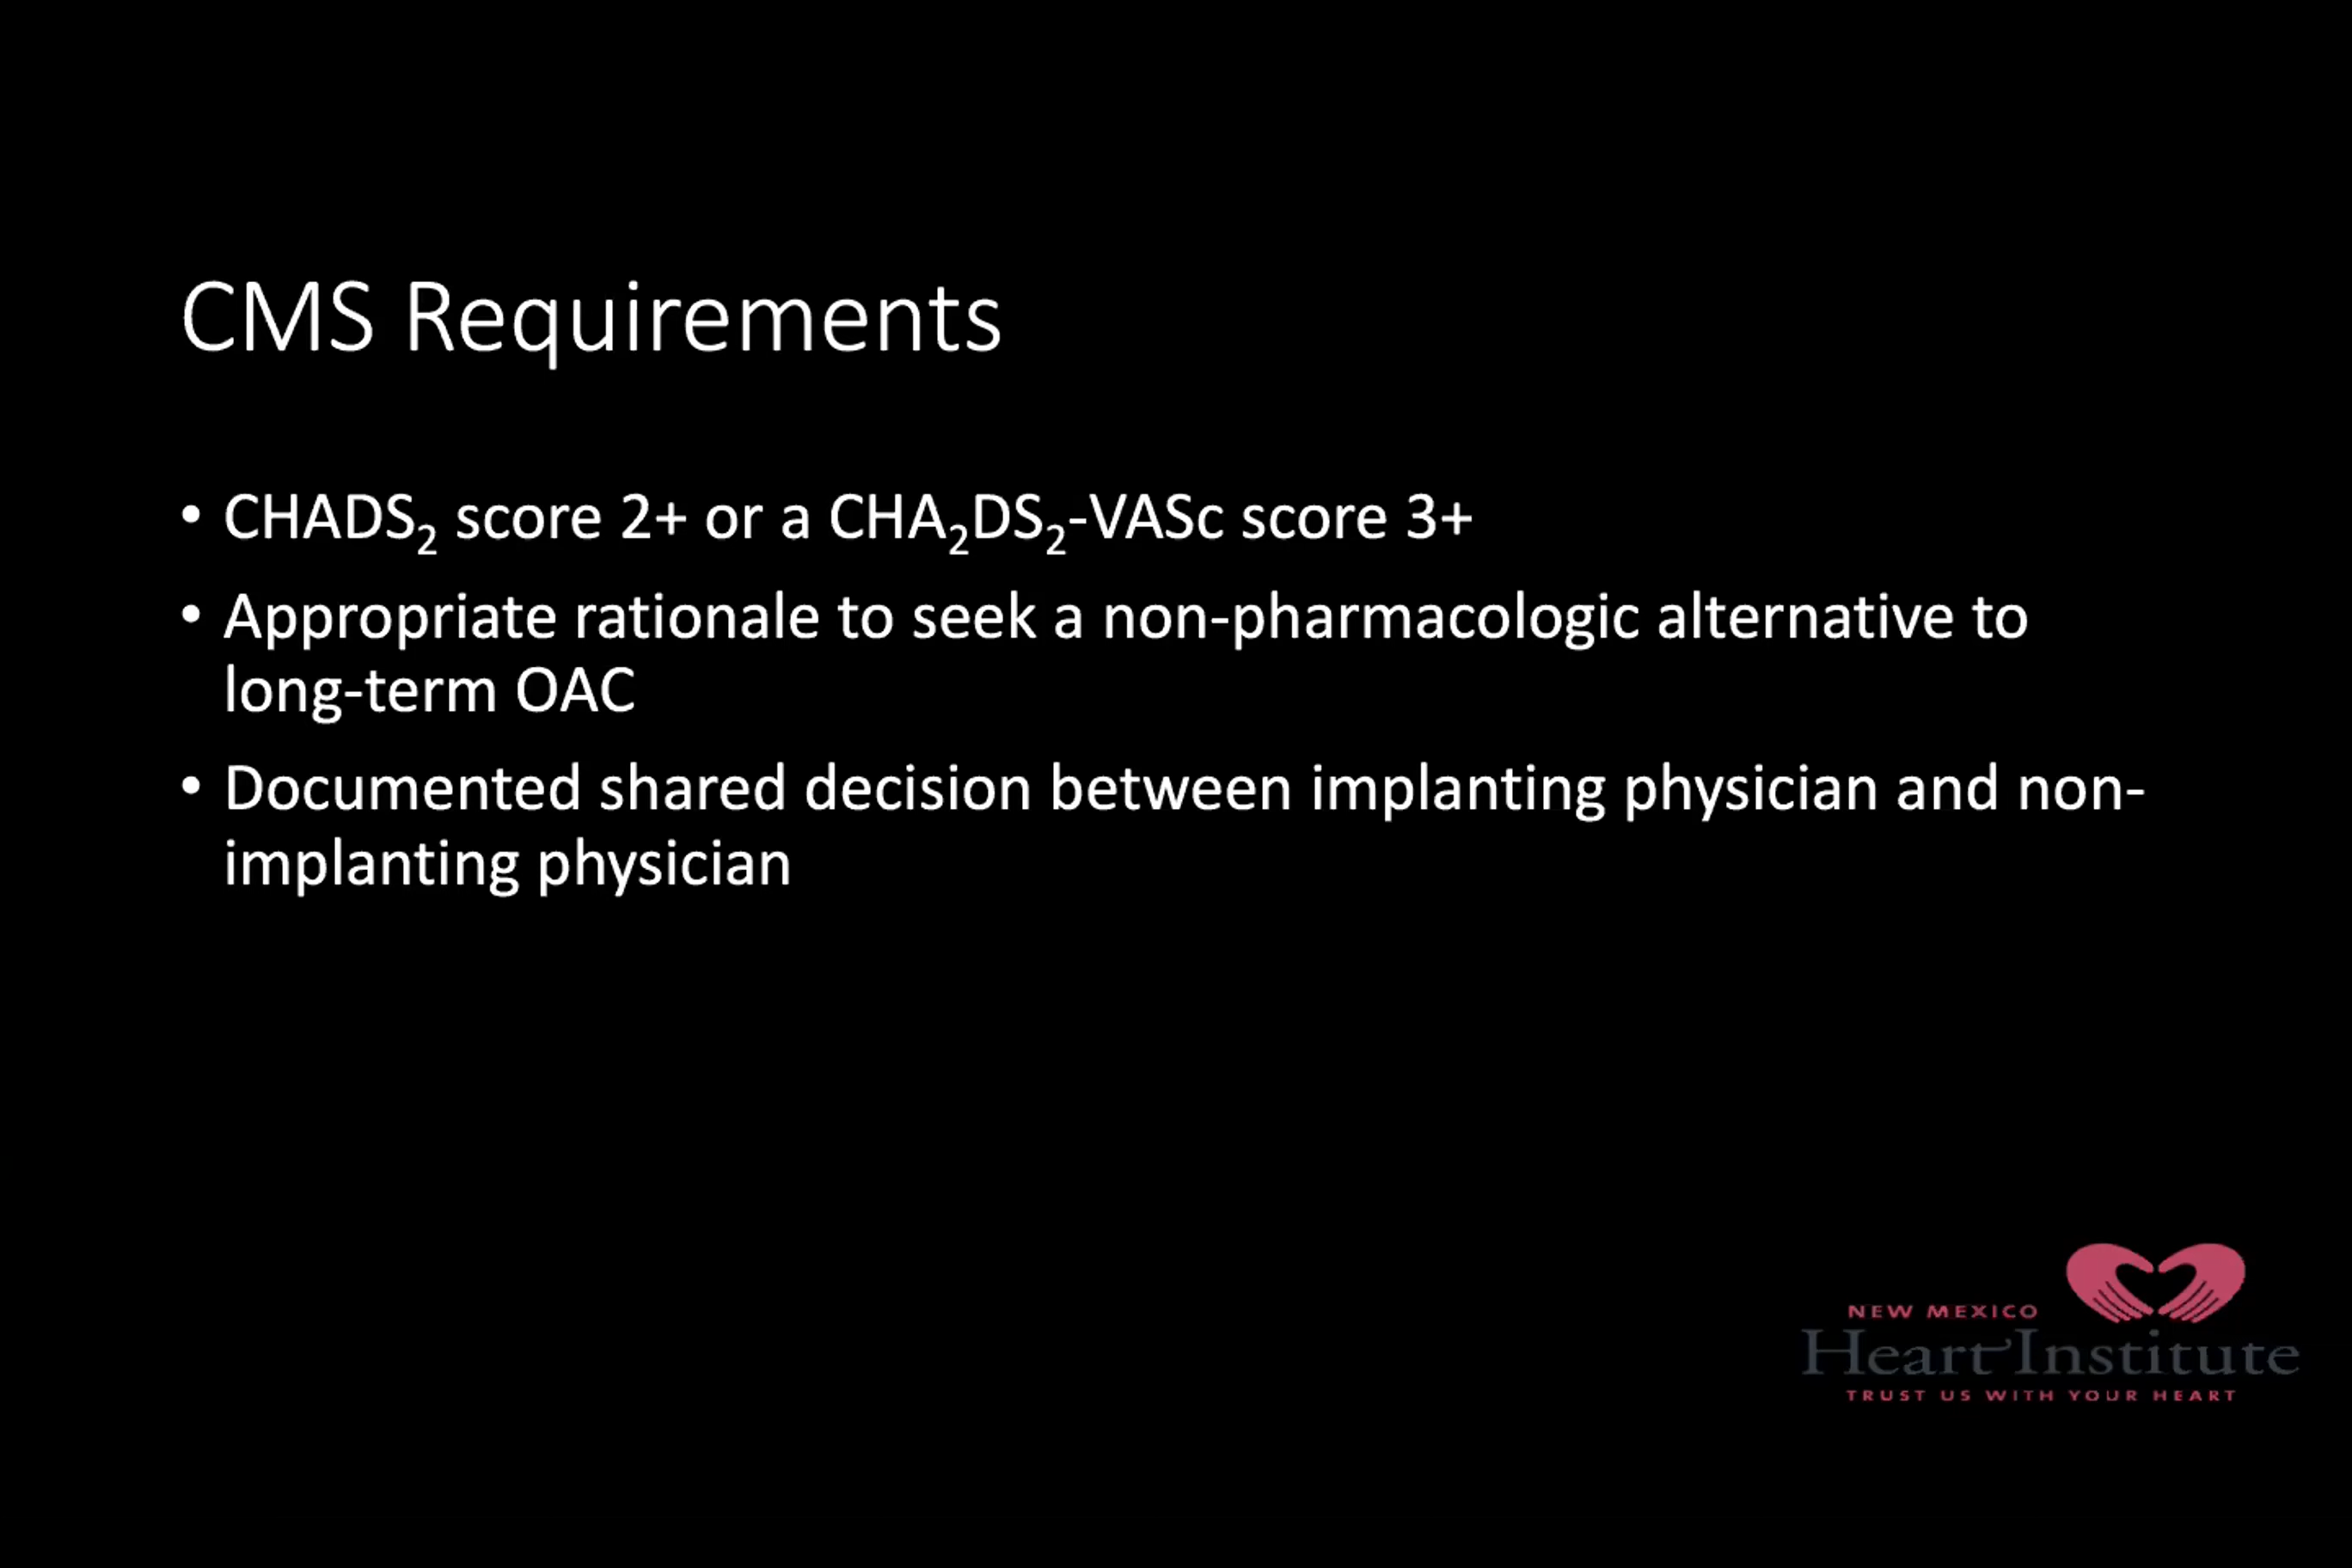 CMS Requirements
• CHADS₂ score 2+ or a CHA₂DS₂-VASc score 3+
• Appropriate rationale to seek a non-pharmacologic alternative to
long-term OAC
• Documented shared decision between implanting physician and non-
implanting physician
NEW MEXICO
Heart Institute
TRUST US WITH YOUR HEART